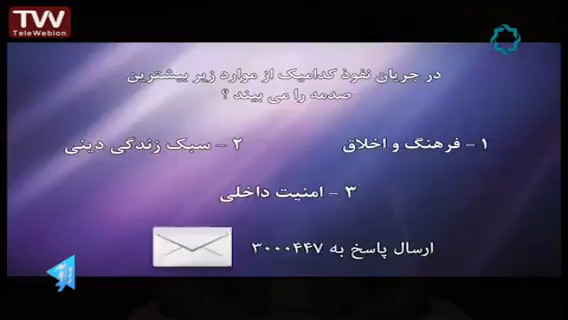 TW
TeleWebion
در جریان نفوذ کدامیک از موارد زیر بیشترین
صدمه را می بیند ؟
۱ - فرهنگ و اخلاق
۲ - سبک زندگی دینی
۳ - امنیت داخلی
ارسال پاسخ به ۳۰۰۰۴۴۷